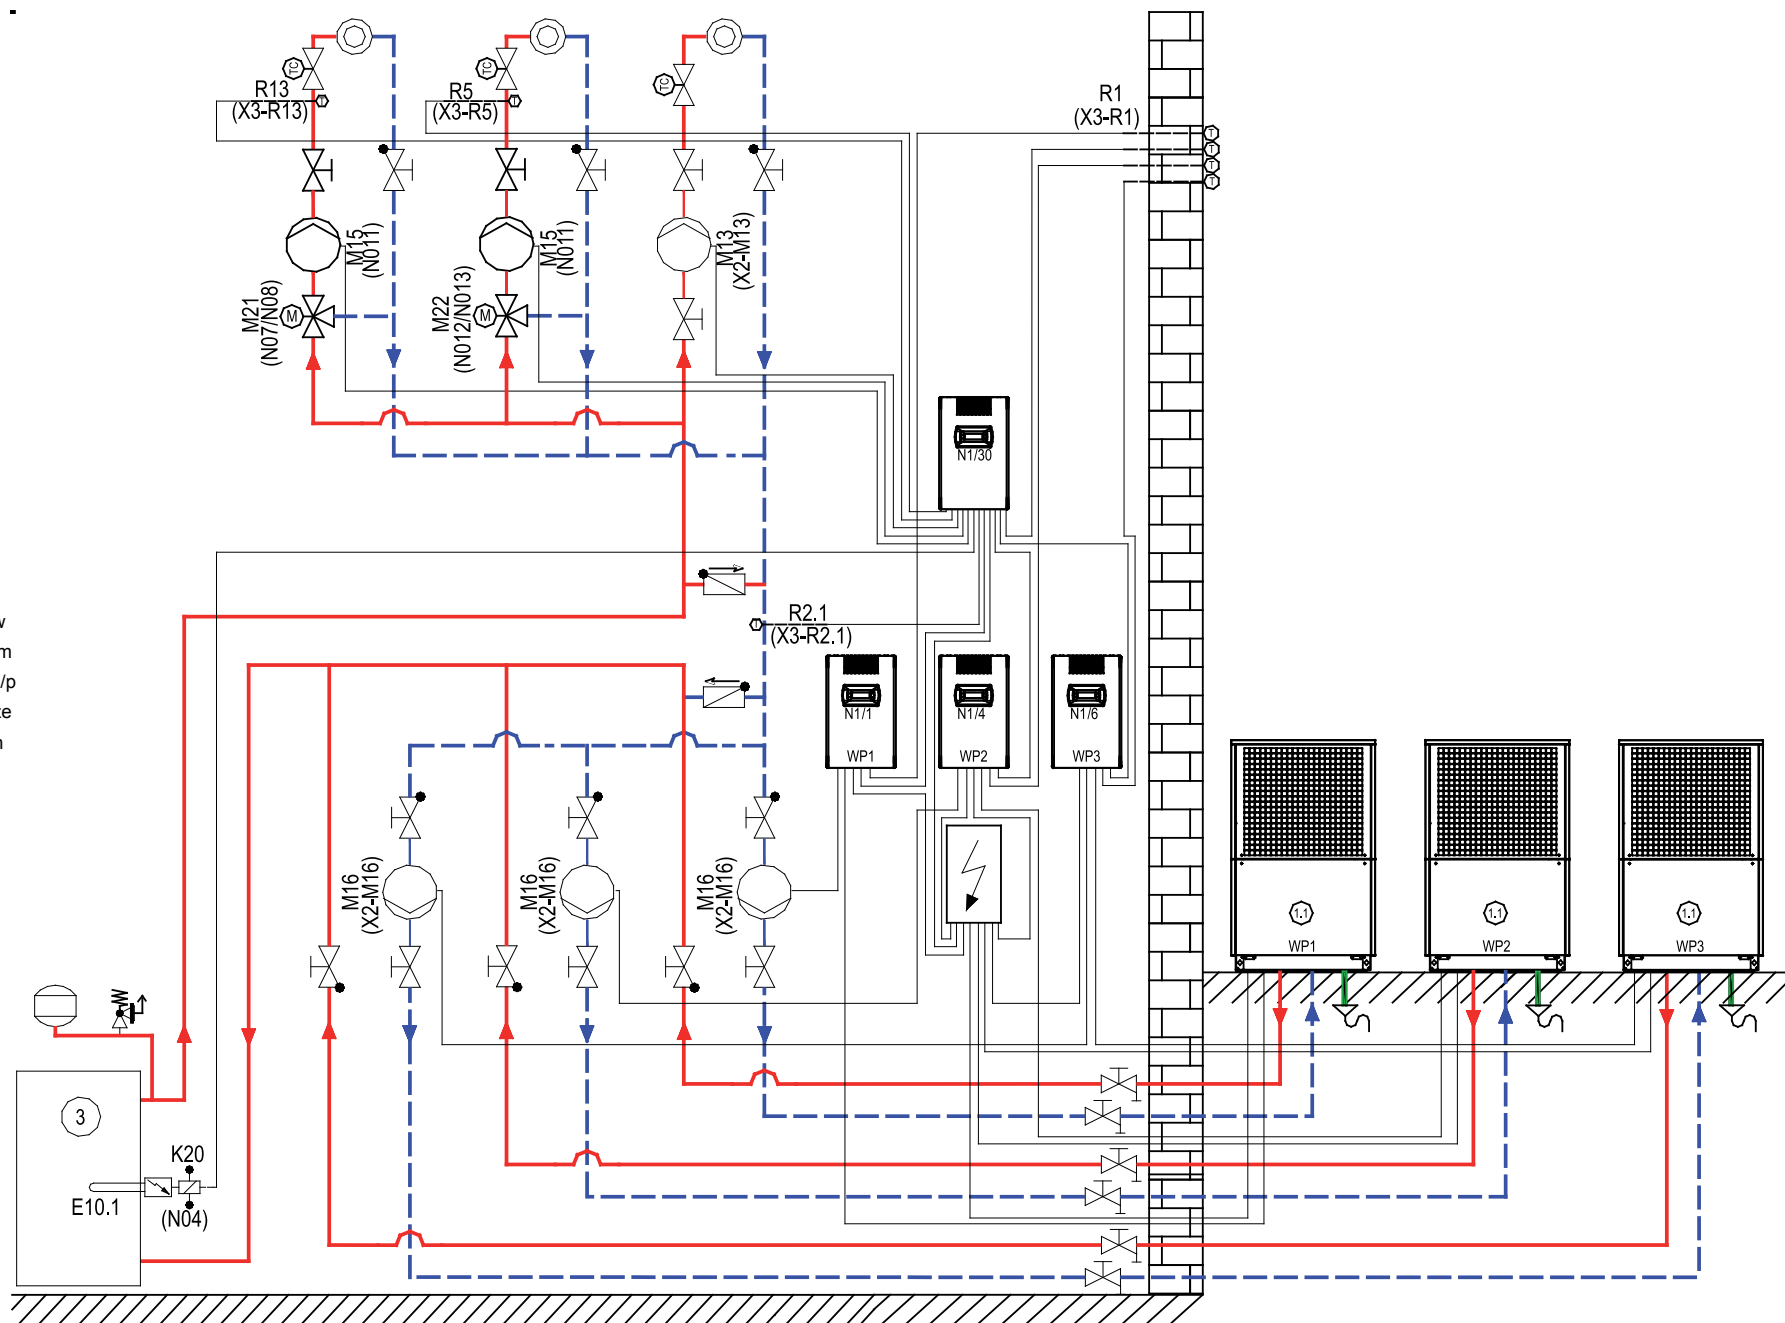 TC
TC
TC
R13
(X3-R13)
T
R5
(X3-R5)
T
R1
(X3-R1)
T
T
T
T
M15
(N011)
M15
(N011)
M13
(X2-M13)
M21
(N07/N08)
M
M22
(N012/N013)
M
N1/30
R2.1
(X3-R2.1)
T
N1/1
WP1
N1/4
WP2
N1/6
WP3
M16
(X2-M16)
M16
(X2-M16)
M16
(X2-M16)
1.1
WP1
1.1
WP2
1.1
WP3
3
K20
E10.1
(N04)
m
/p